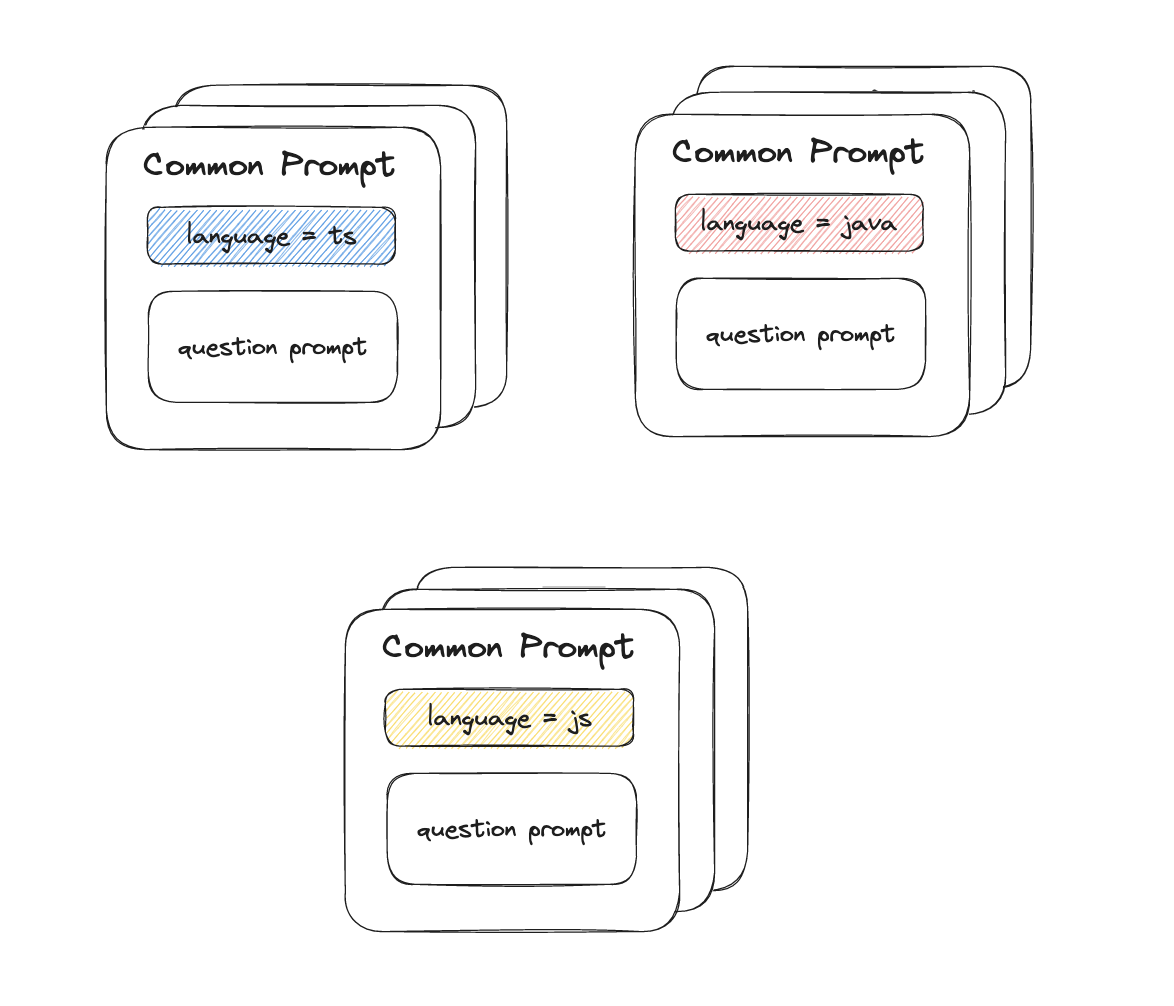 Common Prompt
language = ts
question prompt
Common Prompt
language = java
question prompt
Common Prompt
language = js
question prompt